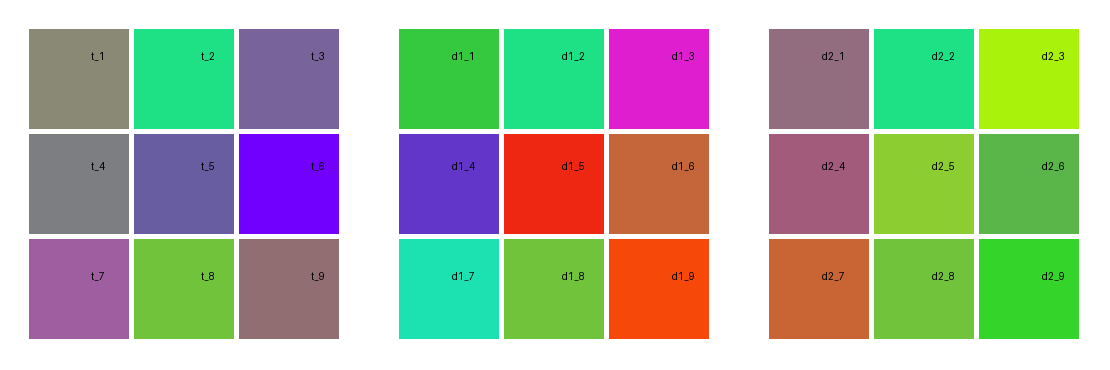 t_1 t_2 t_3 d1_1 d1_2 d1_3 d2_1 d2_2 d2_3
t_4 t_5 t_6 d1_4 d1_5 d1_6 d2_4 d2_5 d2_6
t_7 t_8 t_9 d1_7 d1_8 d1_9 d2_7 d2_8 d2_9